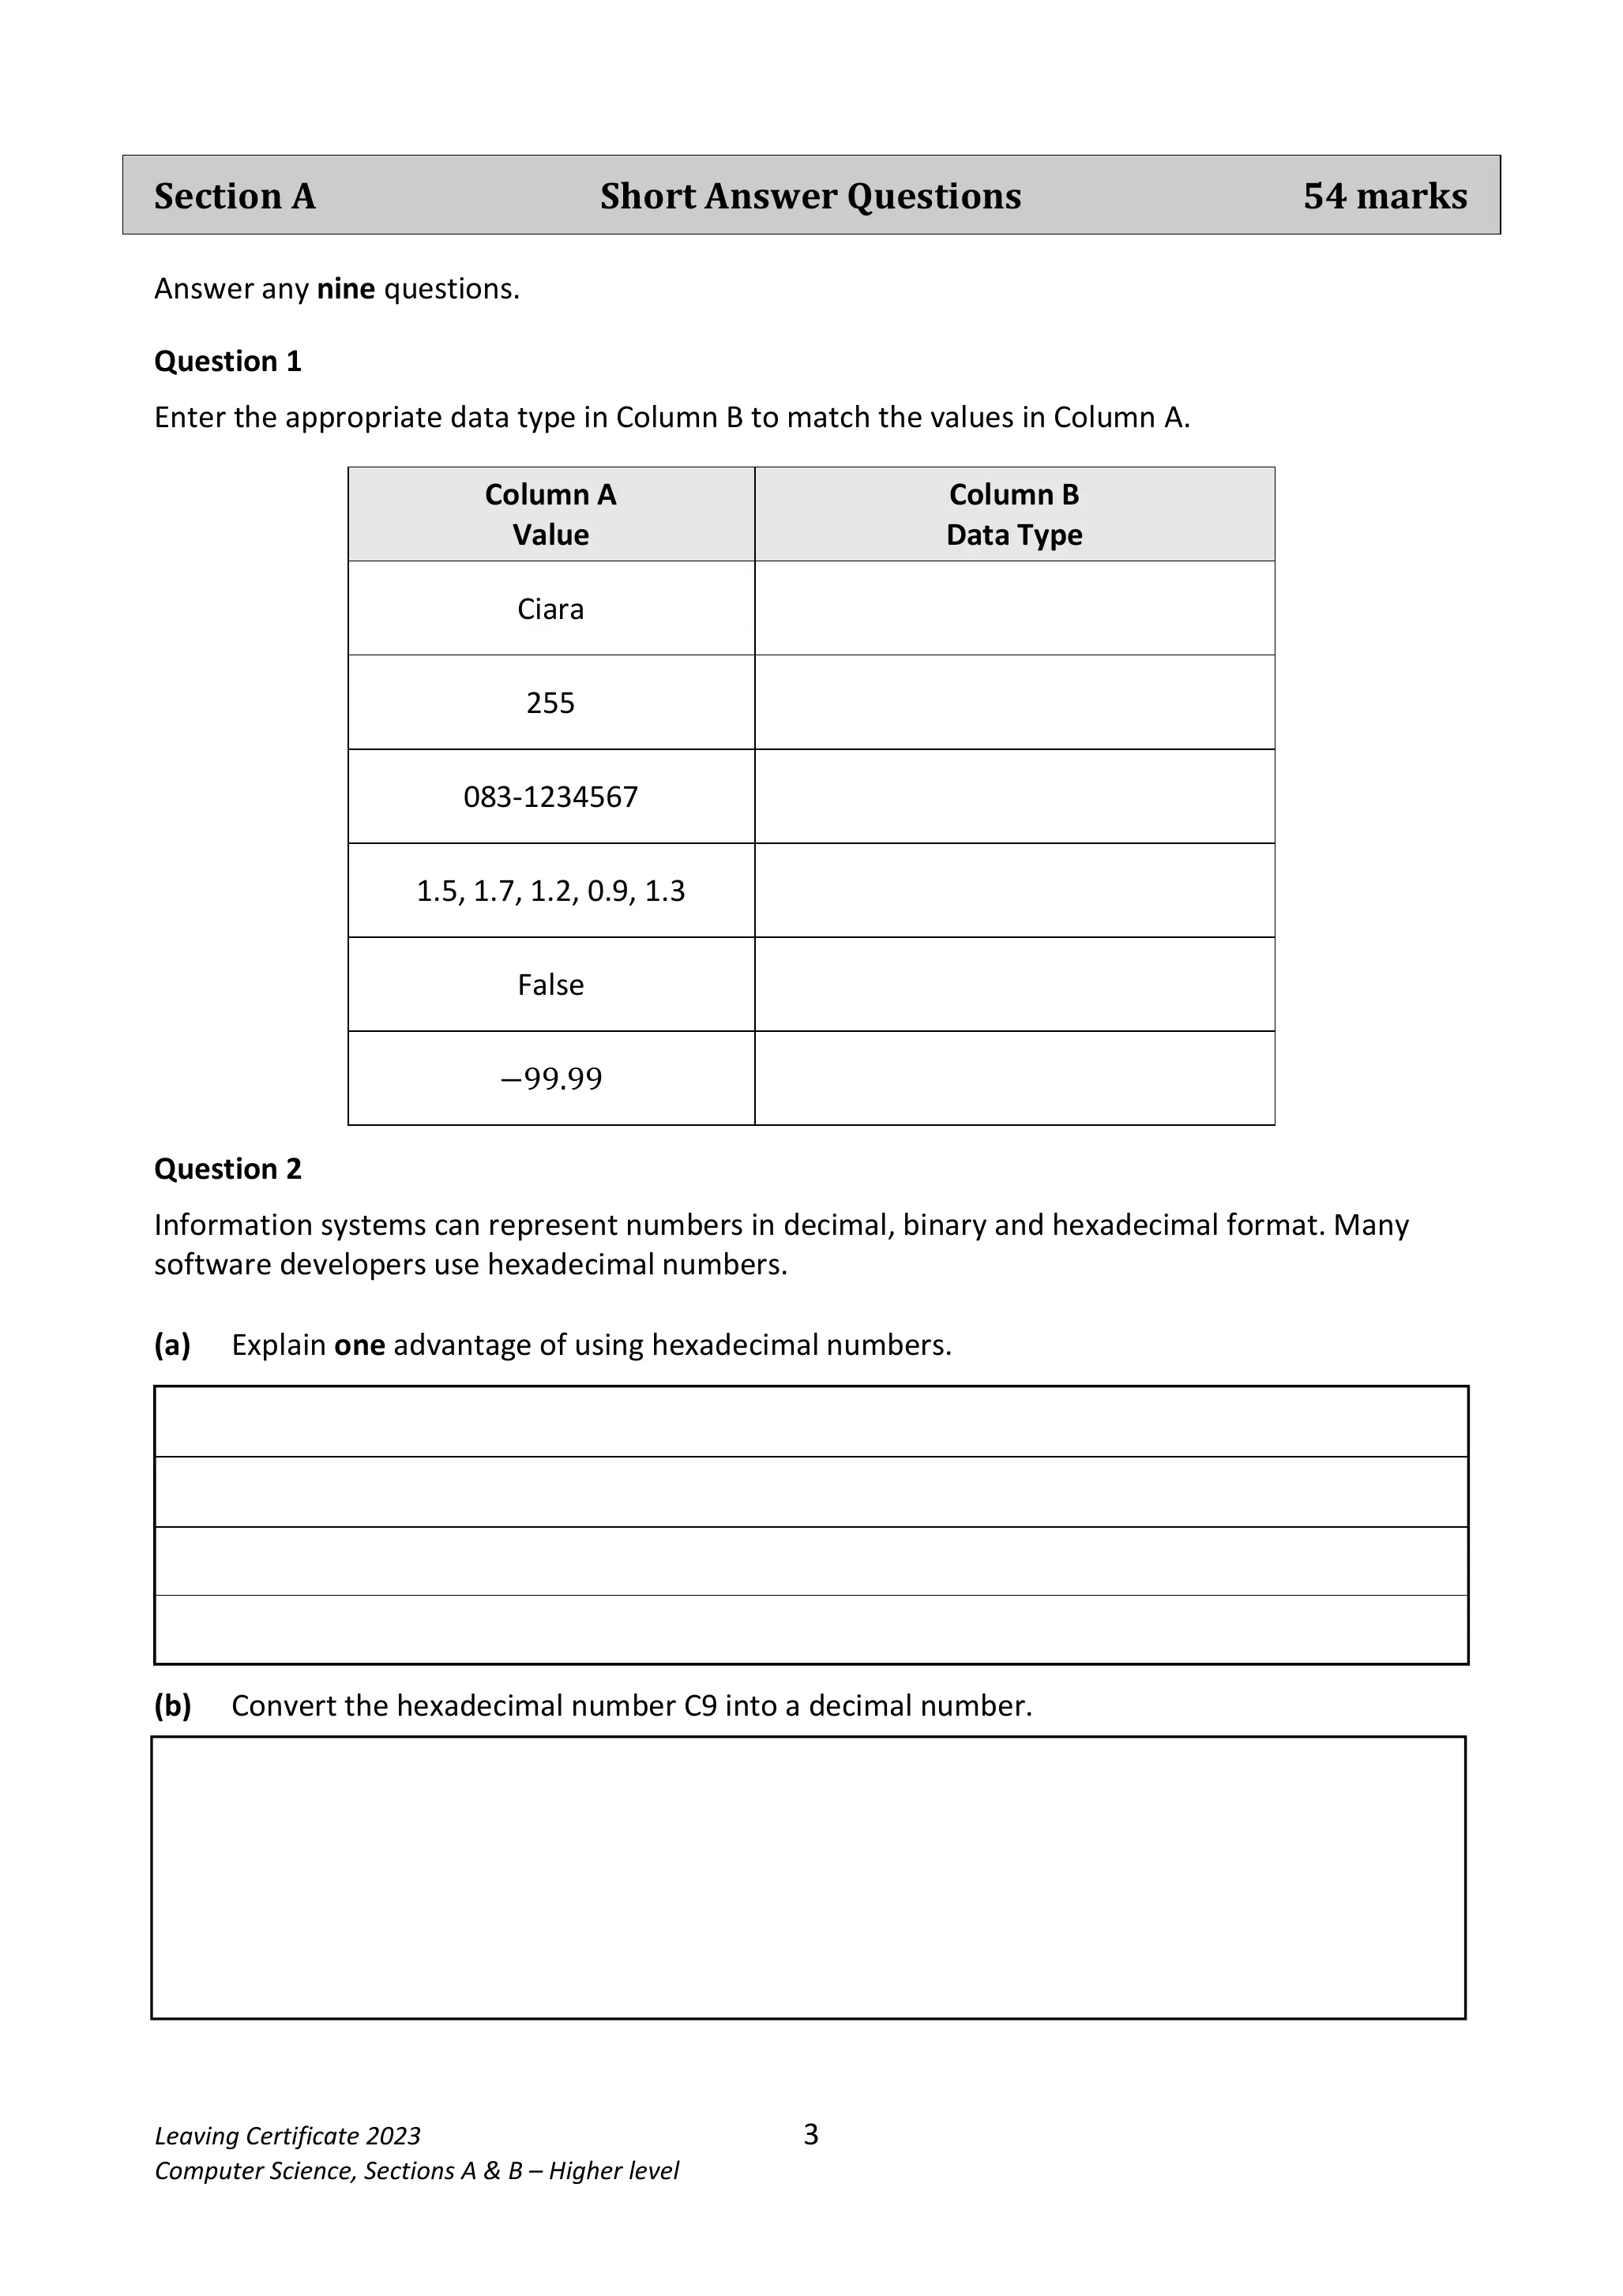 Section A Short Answer Questions 54 marks
Answer any nine questions.
Question 1
Enter the appropriate data type in Column B to match the values in Column A.
Column A Column B
Value Data Type
Ciara
255
083-1234567
1.5, 1.7, 1.2, 0.9, 1.3
False
−99.99
Question 2
Information systems can represent numbers in decimal, binary and hexadecimal format. Many
software developers use hexadecimal numbers.
(a) Explain one advantage of using hexadecimal numbers.
(b) Convert the hexadecimal number C9 into a decimal number.
Leaving Certificate 2023 3
Computer Science, Sections A & B – Higher level